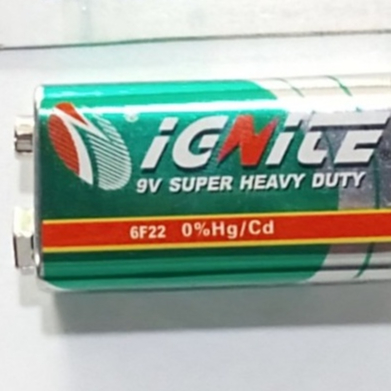 iGNiTE
9V SUPER HEAVY DUTY
6F22 0%Hg/Cd